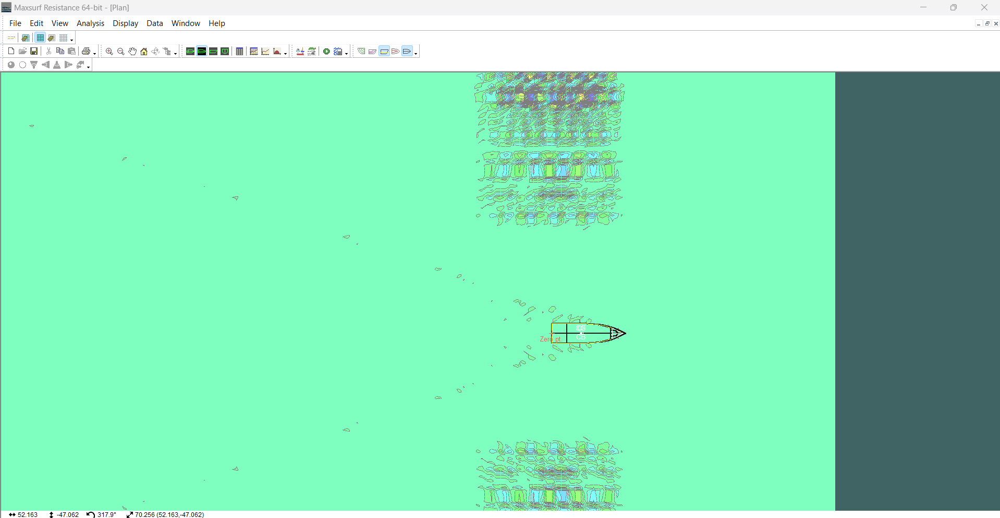 Maxsurf Resistance 64-bit - [Plan]
File Edit View Analysis Display Data Window Help
Zero pt.
CB
52.163 -47.062 317.9° 70.256 (52.163,-47.062)